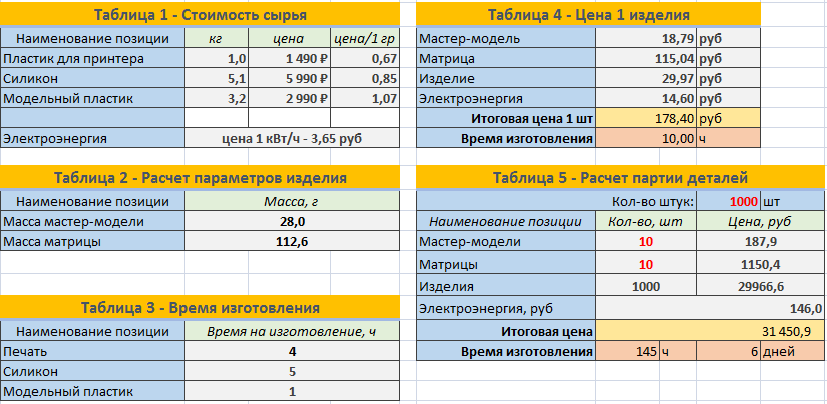 Таблица 1 - Стоимость сырья
Наименование позиции кг цена цена/1 гр
Пластик для принтера 1,0 1 490 ₽ 0,67
Силикон 5,1 5 990 ₽ 0,85
Модельный пластик 3,2 2 990 ₽ 1,07
Электроэнергия цена 1 кВт/ч - 3,65 руб
Таблица 2 - Расчет параметров изделия
Наименование позиции Масса, г
Масса мастер-модели 28,0
Масса матрицы 112,6
Таблица 3 - Время изготовления
Наименование позиции Время на изготовление, ч
Печать 4
Силикон 5
Модельный пластик 1
Таблица 4 - Цена 1 изделия
Мастер-модель 18,79 руб
Матрица 115,04 руб
Изделие 29,97 руб
Электроэнергия 14,60 руб
Итоговая цена 1 шт 178,40 руб
Время изготовления 10,00 ч
Таблица 5 - Расчет партии деталей
Кол-во штук: 1000 шт
Наименование позиции Кол-во, шт Цена, руб
Мастер-модели 10 187,9
Матрицы 10 1150,4
Изделия 1000 29966,6
Электроэнергия, руб 146,0
Итоговая цена 31 450,9
Время изготовления 145 ч 6 дней